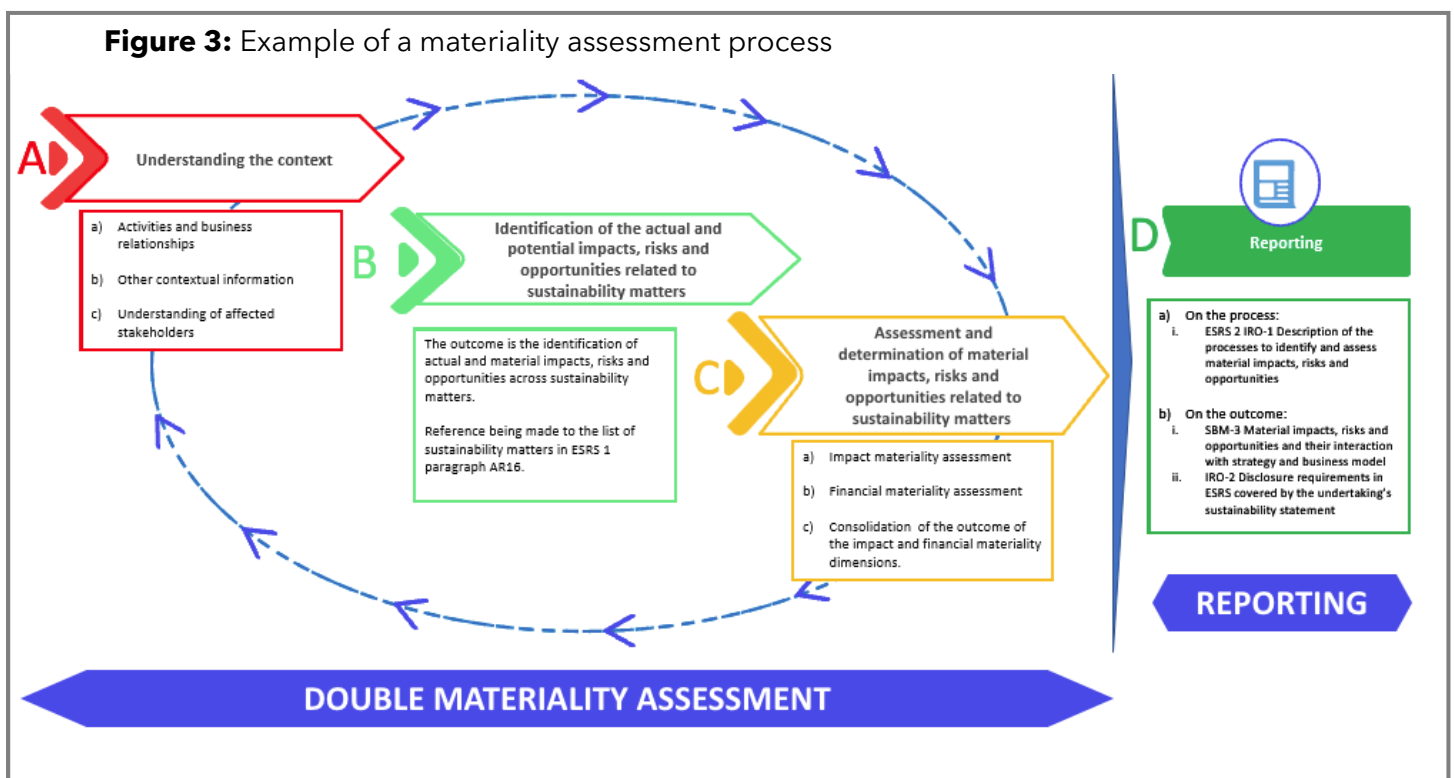 Figure 3: Example of a materiality assessment process
A
Understanding the context
a) Activities and business
relationships
b) Other contextual information
c) Understanding of affected
stakeholders
B
Identification of the actual and
potential impacts, risks and
opportunities related to
sustainability matters
The outcome is the identification of
actual and material impacts, risks and
opportunities across sustainability
matters.
Reference being made to the list of
sustainability matters in ESRS 1
paragraph AR16.
C
Assessment and
determination of material
impacts, risks and
opportunities related to
sustainability matters
a) Impact materiality assessment
b) Financial materiality assessment
c) Consolidation of the outcome of
the impact and financial materiality
dimensions.
DOUBLE MATERIALITY ASSESSMENT
D
Reporting
a) On the process:
i. ESRS 2 IRO-1 Description of the
processes to identify and assess
material impacts, risks and
opportunities
b) On the outcome:
i. SBM-3 Material impacts, risks and
opportunities and their interaction
with strategy and business model
ii. IRO-2 Disclosure requirements in
ESRS covered by the undertaking's
sustainability statement
REPORTING